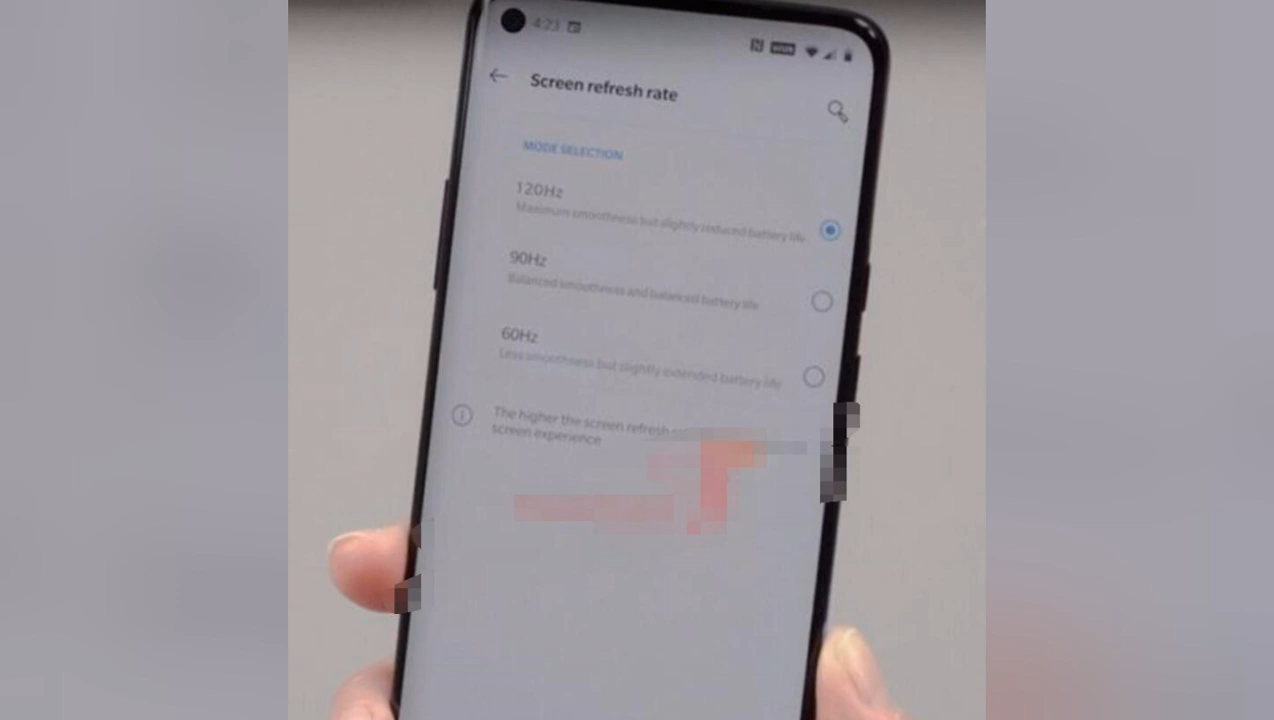 4:23
Screen refresh rate
MODE SELECTION
120Hz
Maximum smoothness but slightly reduced battery life
90Hz
Balanced smoothness and balanced battery life
60Hz
Less smoothness but slightly extended battery life
The higher the screen refresh
screen experience